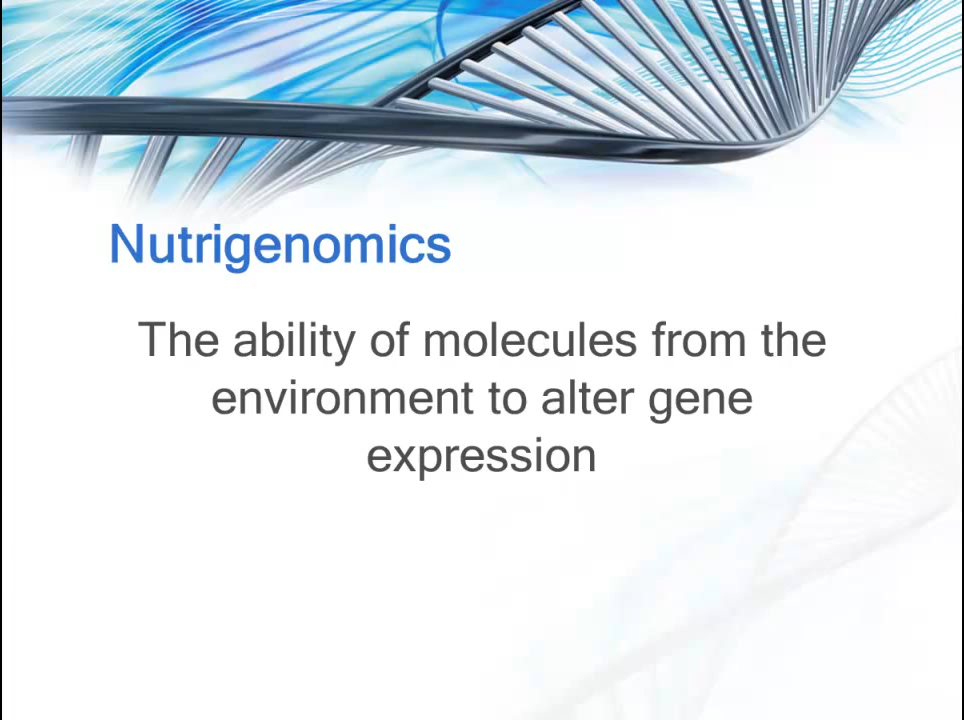 Nutrigenomics
The ability of molecules from the
environment to alter gene
expression